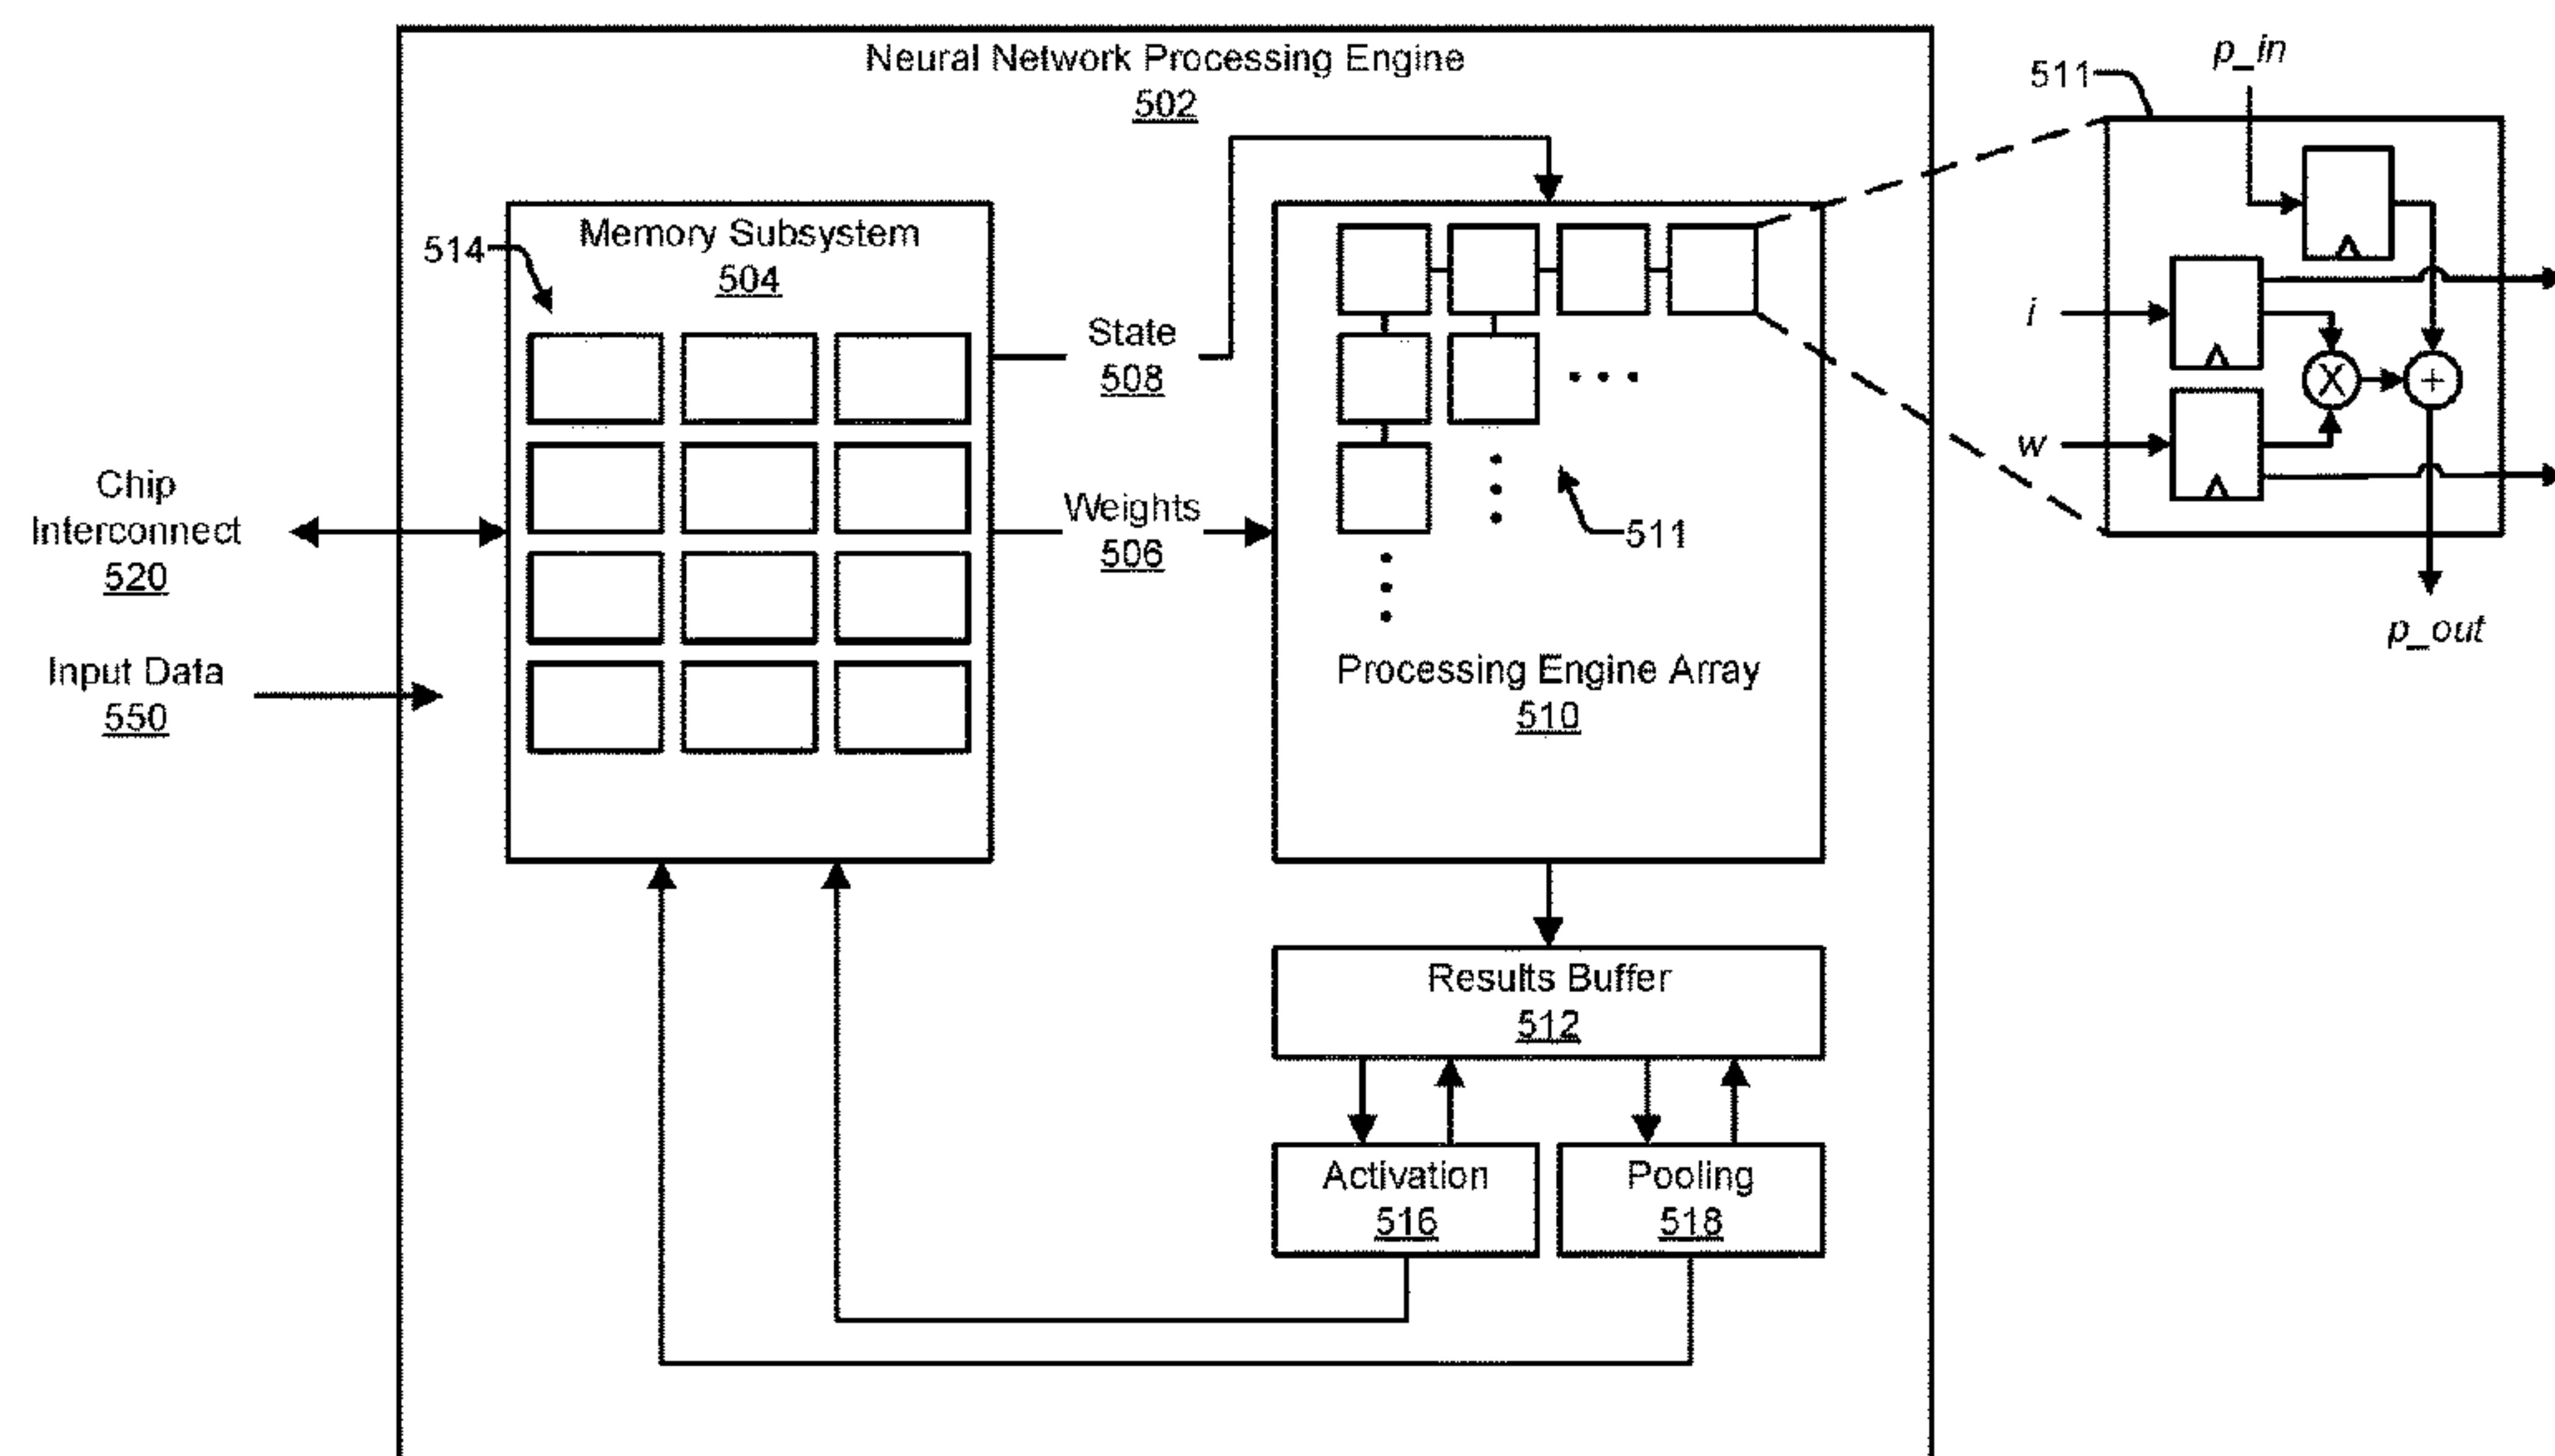 Neural Network Processing Engine
502
Memory Subsystem
504
514
State
508
Weights
506
Chip
Interconnect
520
Input Data
550
511
Processing Engine Array
510
Results Buffer
512
Activation
516
Pooling
518
511
p_in
i
w
X
+
p_out